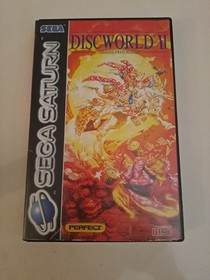 SEGA
DISCWORLD II
SEGA SATURN
PERFECT